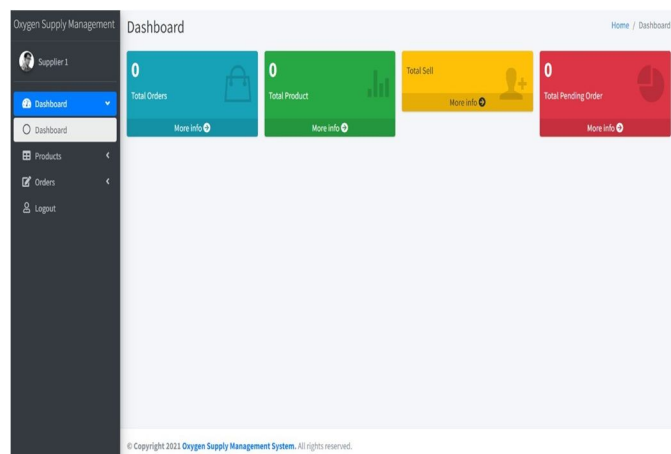 Oxygen Supply Management
Supplier 1
Dashboard
Dashboard
Products
Orders
Logout
Dashboard
Home / Dashboard
0
Total Orders
More info
0
Total Product
More info
Total Sell
More info
0
Total Pending Order
More info
© Copyright 2021 Oxygen Supply Management System. All rights reserved.